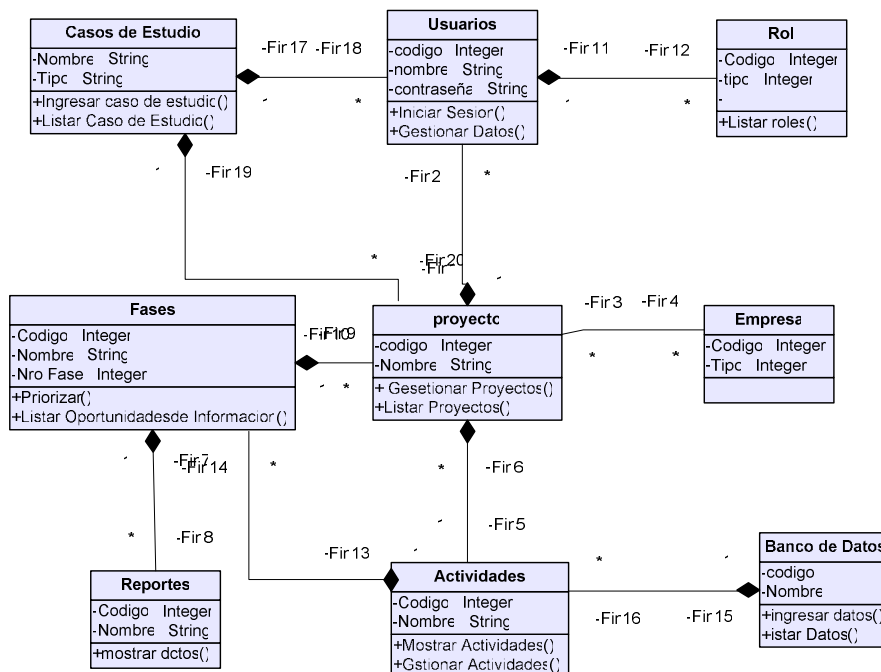 Casos de Estudio
-Nombre String
-Tipo String
+Ingresar caso de estudio()
+Listar Caso de Estudio()
-Fir17
-Fir18
*
Usuarios
-codigo Integer
-nombre String
-contraseña String
+Iniciar Sesion()
+Gestionar Datos()
-Fir11
-Fir12
*
Rol
-Codigo Integer
-tipo Integer
-
+Listar roles()
-Fir19
*
-Fir2
*
-Fir20
Fases
-Codigo Integer
-Nombre String
-Nro Fase Integer
+Priorizar()
+Listar Oportunidadesde Informacion()
-Fir10
-Fir9
*
proyecto
-codigo Integer
-Nombre String
+ Gesetionar Proyectos()
+Listar Proyectos()
-Fir3
-Fir4
*
*
Empresa
-Codigo Integer
-Tipo Integer
-Fir7
-Fir14
*
*
-Fir8
*
-Fir6
-Fir5
-Fir13
Reportes
-Codigo Integer
-Nombre String
+mostrar dctos()
Actividades
-Codigo Integer
-Nombre String
+Mostrar Actividades()
+Gstionar Actividades()
*
-Fir16
-Fir15
Banco de Datos
-codigo
-Nombre
+ingresar datos()
+istar Datos()